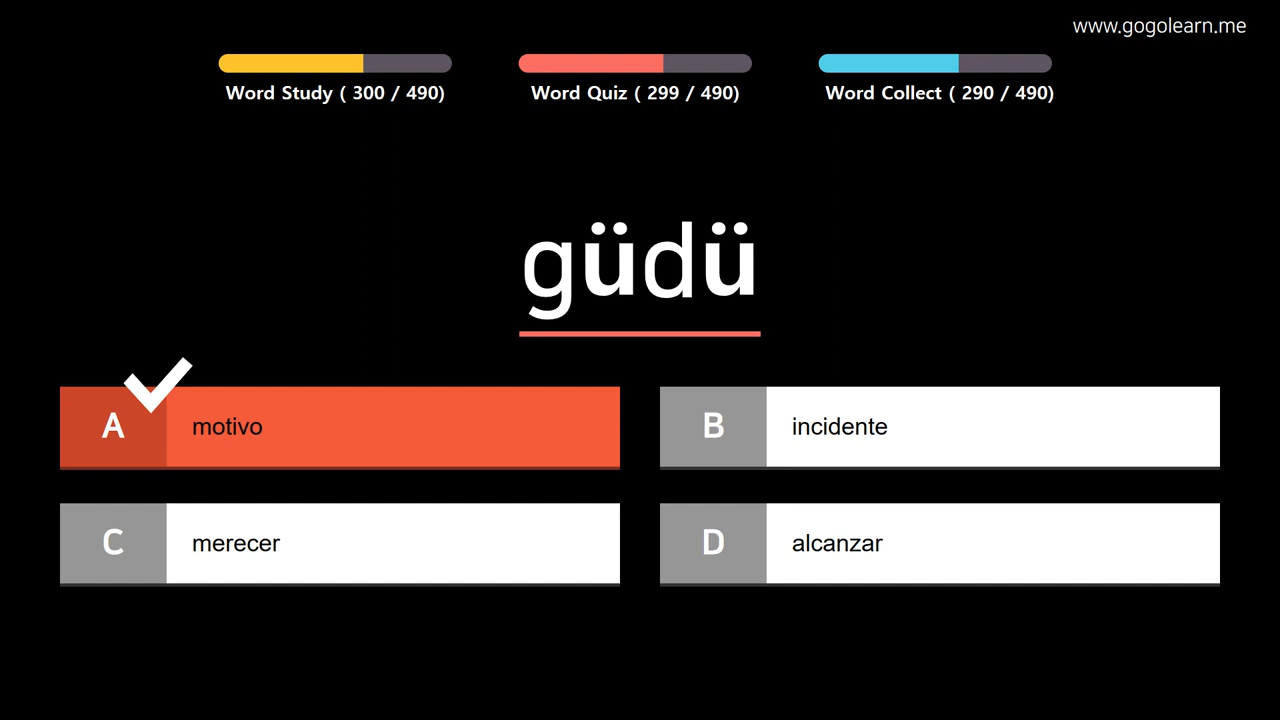 www.gogolearn.me
Word Study ( 300 / 490)
Word Quiz ( 299 / 490)
Word Collect ( 290 / 490)
güdü
A motivo
B incidente
C merecer
D alcanzar